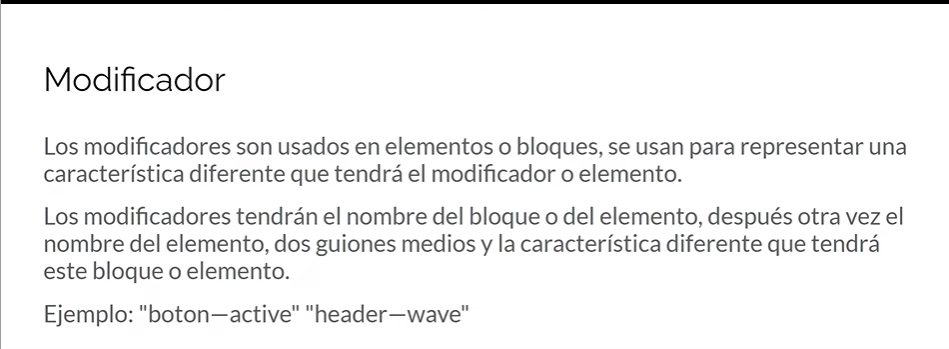 Modificador
Los modificadores son usados en elementos o bloques, se usan para representar una
característica diferente que tendrá el modificador o elemento.
Los modificadores tendrán el nombre del bloque o del elemento, después otra vez el
nombre del elemento, dos guiones medios y la característica diferente que tendrá
este bloque o elemento.
Ejemplo: "boton—active" "header—wave"